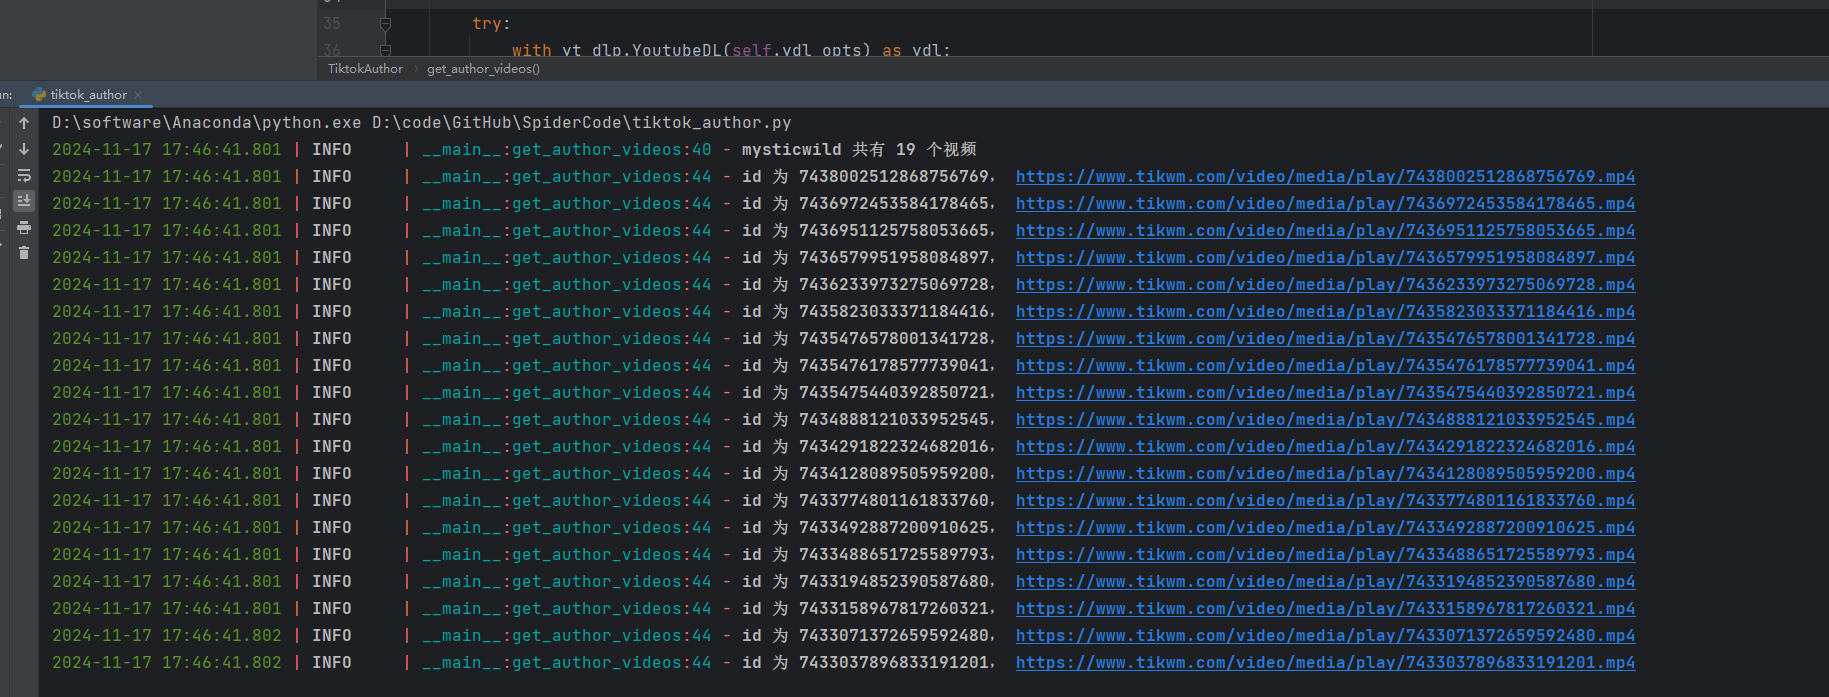 35 try:
36 with yt_dlp.YoutubeDL(self.ydl_opts) as ydl:
TiktokAuthor › get_author_videos()
un: tiktok_author ×
D:\software\Anaconda\python.exe D:\code\GitHub\SpiderCode\tiktok_author.py
2024-11-17 17:46:41.801 | INFO     | __main__:get_author_videos:40 - mysticwild 共有 19 个视频
2024-11-17 17:46:41.801 | INFO     | __main__:get_author_videos:44 - id 为 7438002512868756769， https://www.tikwm.com/video/media/play/7438002512868756769.mp4
2024-11-17 17:46:41.801 | INFO     | __main__:get_author_videos:44 - id 为 7436972453584178465， https://www.tikwm.com/video/media/play/7436972453584178465.mp4
2024-11-17 17:46:41.801 | INFO     | __main__:get_author_videos:44 - id 为 7436951125758053665， https://www.tikwm.com/video/media/play/7436951125758053665.mp4
2024-11-17 17:46:41.801 | INFO     | __main__:get_author_videos:44 - id 为 7436579951958084897， https://www.tikwm.com/video/media/play/7436579951958084897.mp4
2024-11-17 17:46:41.801 | INFO     | __main__:get_author_videos:44 - id 为 7436233973275069728， https://www.tikwm.com/video/media/play/7436233973275069728.mp4
2024-11-17 17:46:41.801 | INFO     | __main__:get_author_videos:44 - id 为 7435823033371184416， https://www.tikwm.com/video/media/play/7435823033371184416.mp4
2024-11-17 17:46:41.801 | INFO     | __main__:get_author_videos:44 - id 为 7435476578001341728， https://www.tikwm.com/video/media/play/7435476578001341728.mp4
2024-11-17 17:46:41.801 | INFO     | __main__:get_author_videos:44 - id 为 7435476178577739041， https://www.tikwm.com/video/media/play/7435476178577739041.mp4
2024-11-17 17:46:41.801 | INFO     | __main__:get_author_videos:44 - id 为 7435475440392850721， https://www.tikwm.com/video/media/play/7435475440392850721.mp4
2024-11-17 17:46:41.801 | INFO     | __main__:get_author_videos:44 - id 为 7434888121033952545， https://www.tikwm.com/video/media/play/7434888121033952545.mp4
2024-11-17 17:46:41.801 | INFO     | __main__:get_author_videos:44 - id 为 7434291822324682016， https://www.tikwm.com/video/media/play/7434291822324682016.mp4
2024-11-17 17:46:41.801 | INFO     | __main__:get_author_videos:44 - id 为 7434128089505959200， https://www.tikwm.com/video/media/play/7434128089505959200.mp4
2024-11-17 17:46:41.801 | INFO     | __main__:get_author_videos:44 - id 为 7433774801161833760， https://www.tikwm.com/video/media/play/7433774801161833760.mp4
2024-11-17 17:46:41.801 | INFO     | __main__:get_author_videos:44 - id 为 7433492887200910625， https://www.tikwm.com/video/media/play/7433492887200910625.mp4
2024-11-17 17:46:41.801 | INFO     | __main__:get_author_videos:44 - id 为 7433488651725589793， https://www.tikwm.com/video/media/play/7433488651725589793.mp4
2024-11-17 17:46:41.801 | INFO     | __main__:get_author_videos:44 - id 为 7433194852390587680， https://www.tikwm.com/video/media/play/7433194852390587680.mp4
2024-11-17 17:46:41.801 | INFO     | __main__:get_author_videos:44 - id 为 7433158967817260321， https://www.tikwm.com/video/media/play/7433158967817260321.mp4
2024-11-17 17:46:41.802 | INFO     | __main__:get_author_videos:44 - id 为 7433071372659592480， https://www.tikwm.com/video/media/play/7433071372659592480.mp4
2024-11-17 17:46:41.802 | INFO     | __main__:get_author_videos:44 - id 为 7433037896833191201， https://www.tikwm.com/video/media/play/7433037896833191201.mp4